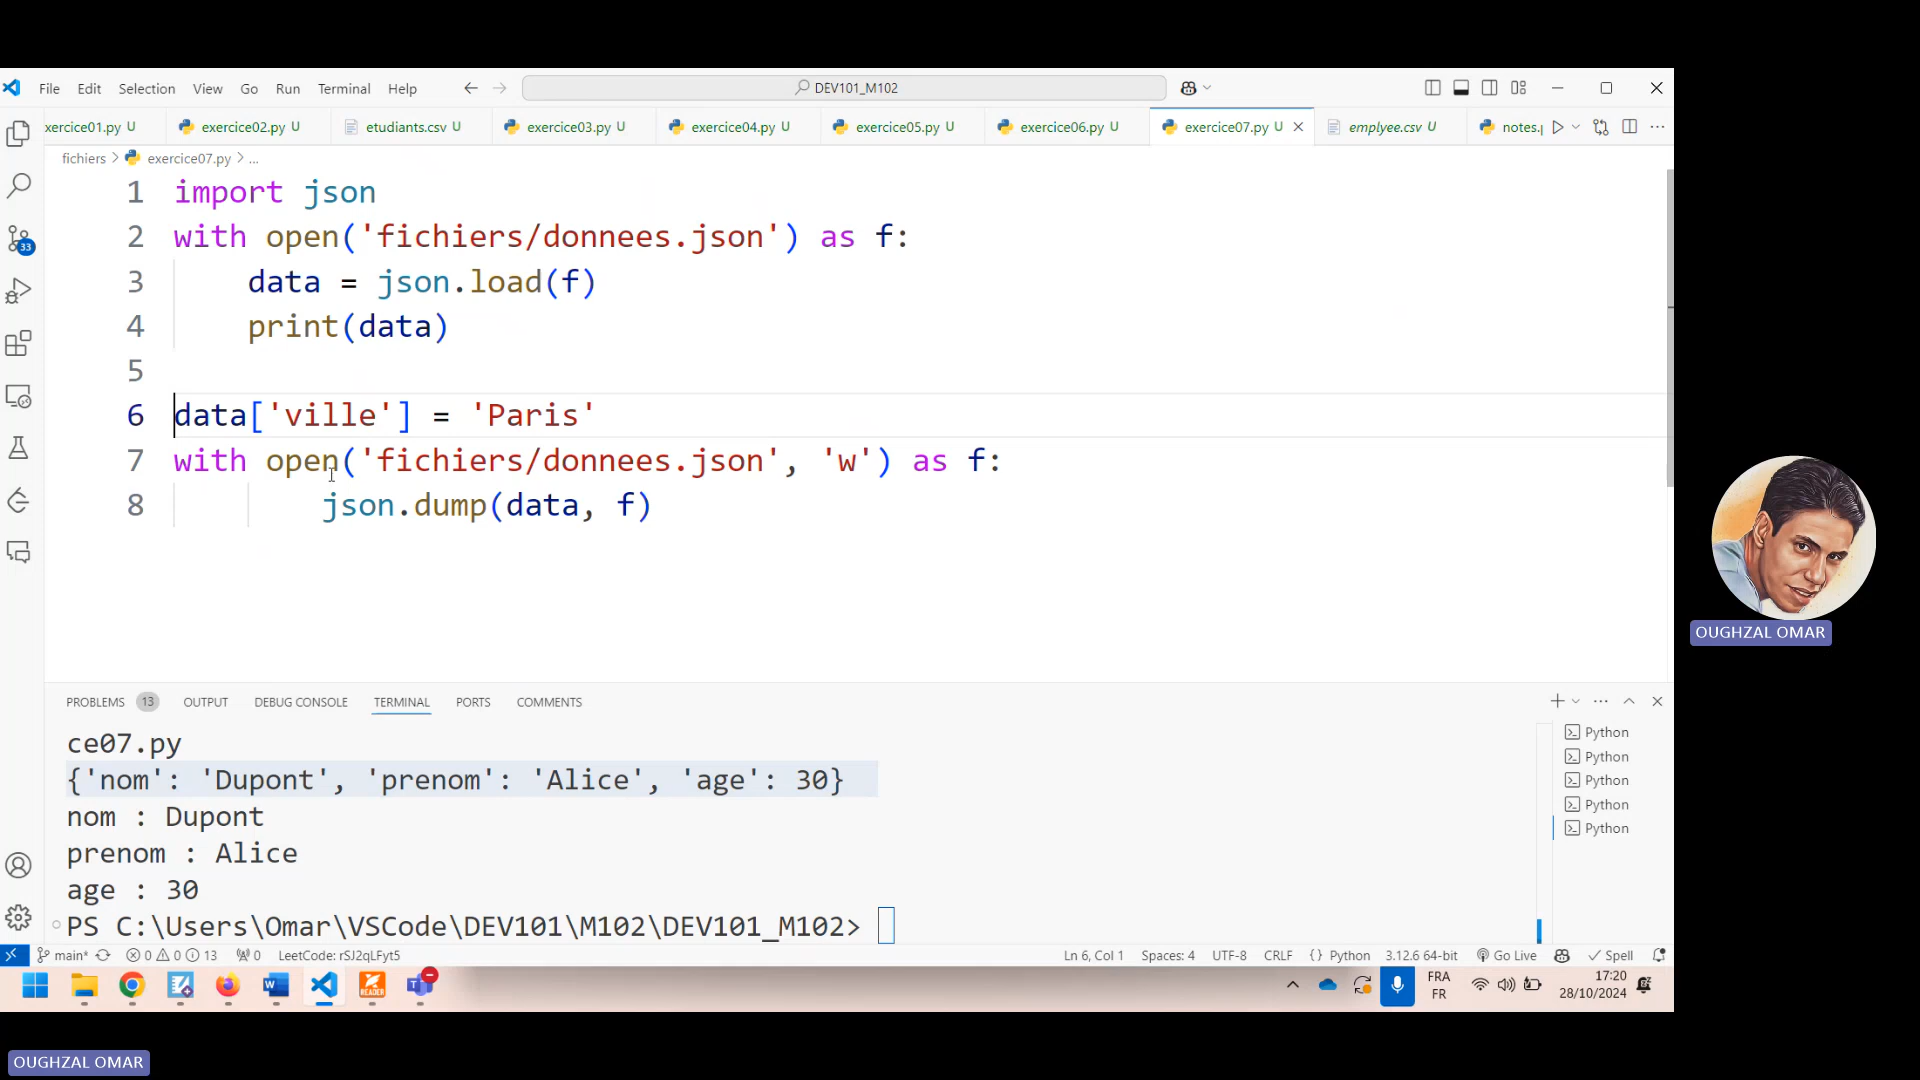 File Edit Selection View Go Run Terminal Help DEV101_M102
exercice01.py U exercice02.py U etudiants.csv U exercice03.py U exercice04.py U exercice05.py U exercice06.py U exercice07.py U emplyee.csv U notes.p
fichiers > exercice07.py > ...
1 import json
2 with open('fichiers/donnees.json') as f:
3 data = json.load(f)
4 print(data)
5
6 data['ville'] = 'Paris'
7 with open('fichiers/donnees.json', 'w') as f:
8 json.dump(data, f)
33
OUGHZAL OMAR
PROBLEMS 13 OUTPUT DEBUG CONSOLE TERMINAL PORTS COMMENTS
ce07.py
{'nom': 'Dupont', 'prenom': 'Alice', 'age': 30}
nom : Dupont
prenom : Alice
age : 30
PS C:\Users\Omar\VSCode\DEV101\M102\DEV101_M102>
Python
Python
Python
Python
Python
main* 0 0 13 0 LeetCode: rSJ2qLFyt5 Ln 6, Col 1 Spaces: 4 UTF-8 CRLF {} Python 3.12.6 64-bit Go Live Spell
READER
FRA
FR
17:20
28/10/2024
OUGHZAL OMAR